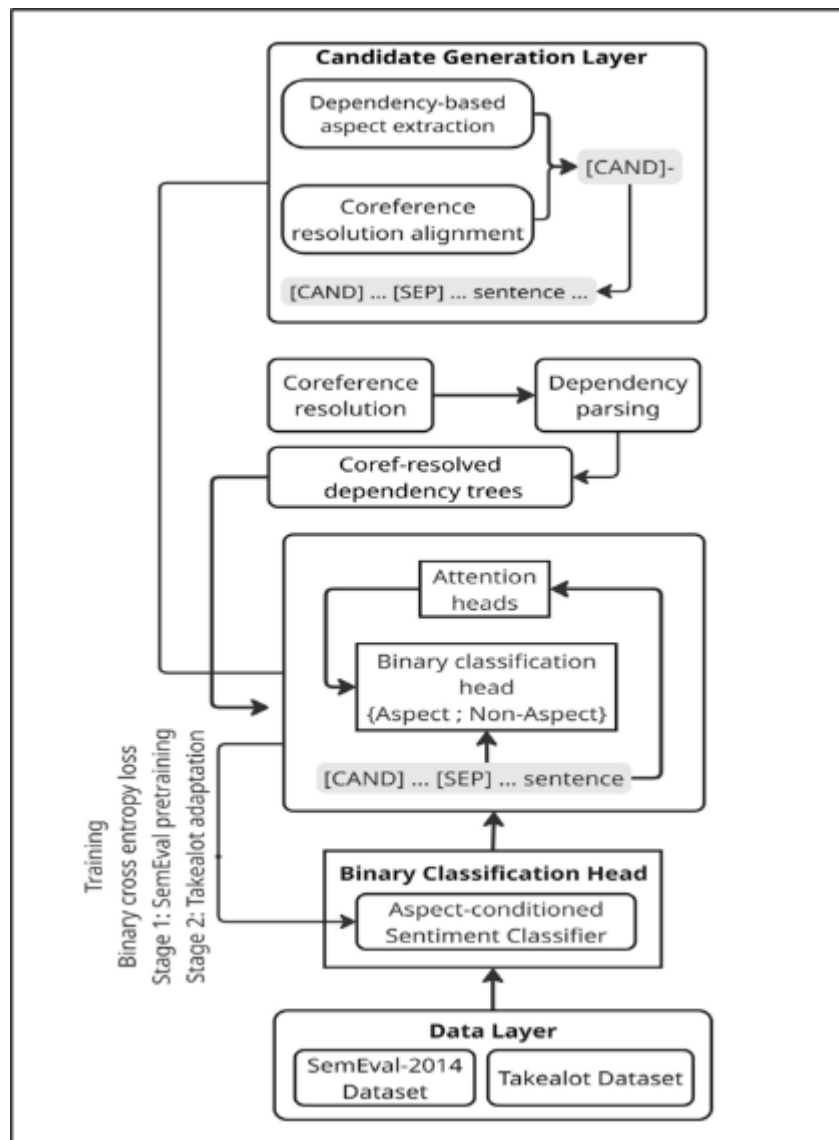 Candidate Generation Layer
Dependency-based
aspect extraction
[CAND]-
Coreference
resolution alignment
[CAND] ... [SEP] ... sentence ...
Coreference
resolution
Dependency
parsing
Coref-resolved
dependency trees
Attention
heads
Binary classification
head
{Aspect ; Non-Aspect}
[CAND] ... [SEP] ... sentence
Training
Binary cross entropy loss
Stage 1: SemEval pretraining
Stage 2: Takealot adaptation
Binary Classification Head
Aspect-conditioned
Sentiment Classifier
Data Layer
SemEval-2014
Dataset
Takealot Dataset